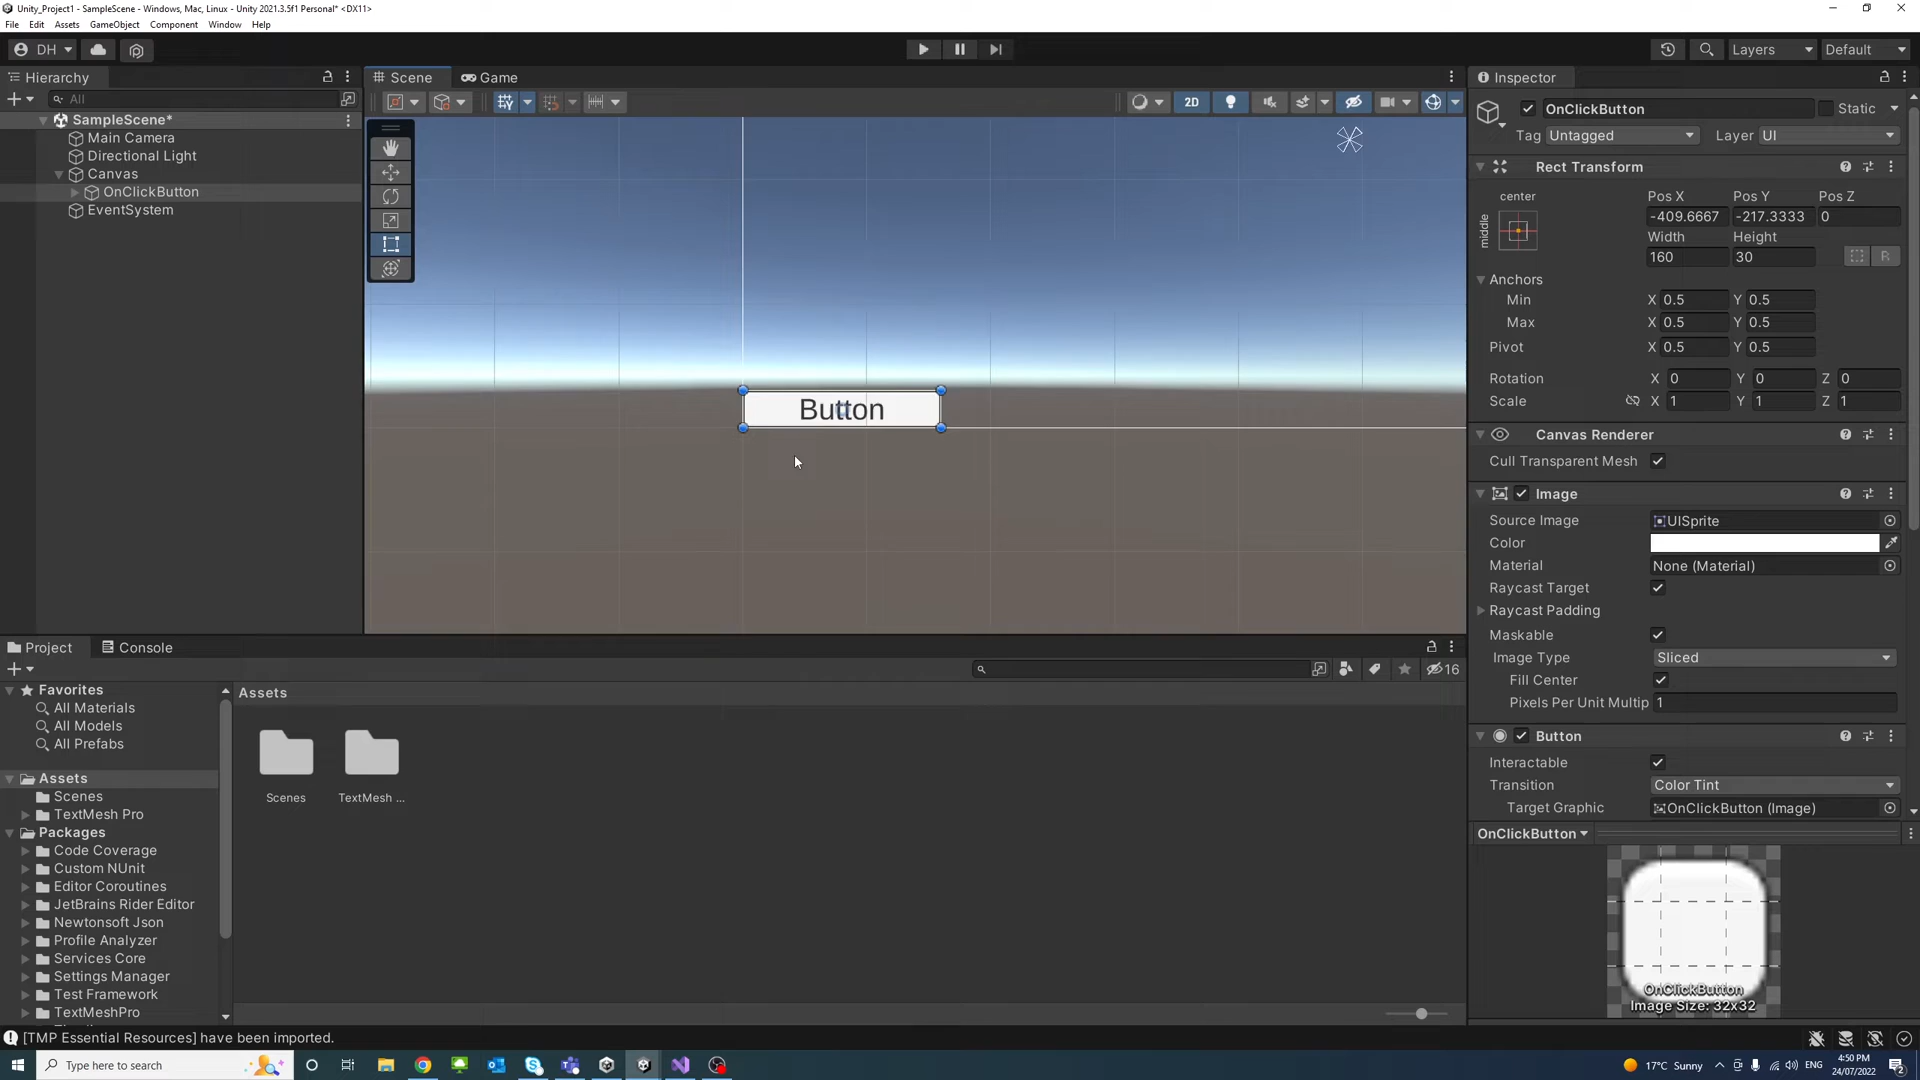 Unity_Project1 - SampleScene - Windows, Mac, Linux - Unity 2021.3.5f1 Personal* <DX11>
File Edit Assets GameObject Component Window Help
DH Layers Default
Hierarchy
All
SampleScene*
Main Camera
Directional Light
Canvas
OnClickButton
EventSystem
Scene Game
2D
Button
Inspector
OnClickButton Static
Tag Untagged Layer UI
Rect Transform
center
middle
Pos X Pos Y Pos Z
-409.6667 -217.3333 0
Width Height
160 30 R
Anchors
Min X 0.5 Y 0.5
Max X 0.5 Y 0.5
Pivot X 0.5 Y 0.5
Rotation X 0 Y 0 Z 0
Scale X 1 Y 1 Z 1
Canvas Renderer
Cull Transparent Mesh
Image
Source Image UISprite
Color
Material None (Material)
Raycast Target
Raycast Padding
Maskable
Image Type Sliced
Fill Center
Pixels Per Unit Multip 1
Button
Interactable
Transition Color Tint
Target Graphic OnClickButton (Image)
OnClickButton
OnClickButton
Image Size: 32x32
Project Console
16
Favorites
All Materials
All Models
All Prefabs
Assets
Scenes
TextMesh Pro
Packages
Code Coverage
Custom NUnit
Editor Coroutines
JetBrains Rider Editor
Newtonsoft Json
Profile Analyzer
Services Core
Settings Manager
Test Framework
TextMeshPro
Assets
Scenes TextMesh ...
[TMP Essential Resources] have been imported.
Type here to search
17°C Sunny ENG
4:50 PM
24/07/2022
2